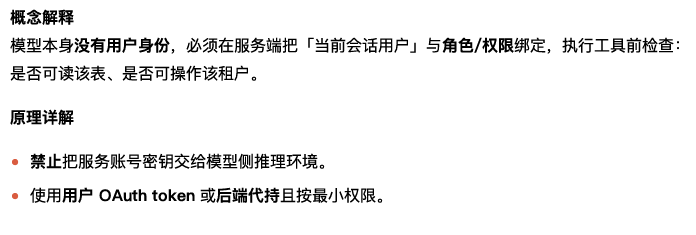 概念解释
模型本身没有用户身份，必须在服务端把「当前会话用户」与角色/权限绑定，执行工具前检查：
是否可读该表、是否可操作该租户。
原理详解
• 禁止把服务账号密钥交给模型侧推理环境。
• 使用用户 OAuth token 或后端代持且按最小权限。